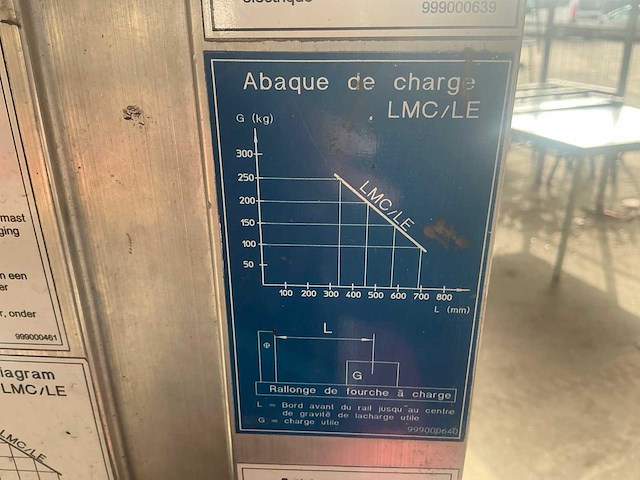 électrique
999000639
mast
ging
n een
er
r, onder
999000461
lagram
LMC/LE
LMC/LE
Abaque de charge
LMC/LE
G (kg)
300
250
200
150
100
50
LMC/LE
100 200 300 400 500 600 700 800
L (mm)
L
G
Rallonge de fourche à charge
L = Bord avant du rail jusqu'au centre
de gravité de lacharge utile
G = charge utile
999000640